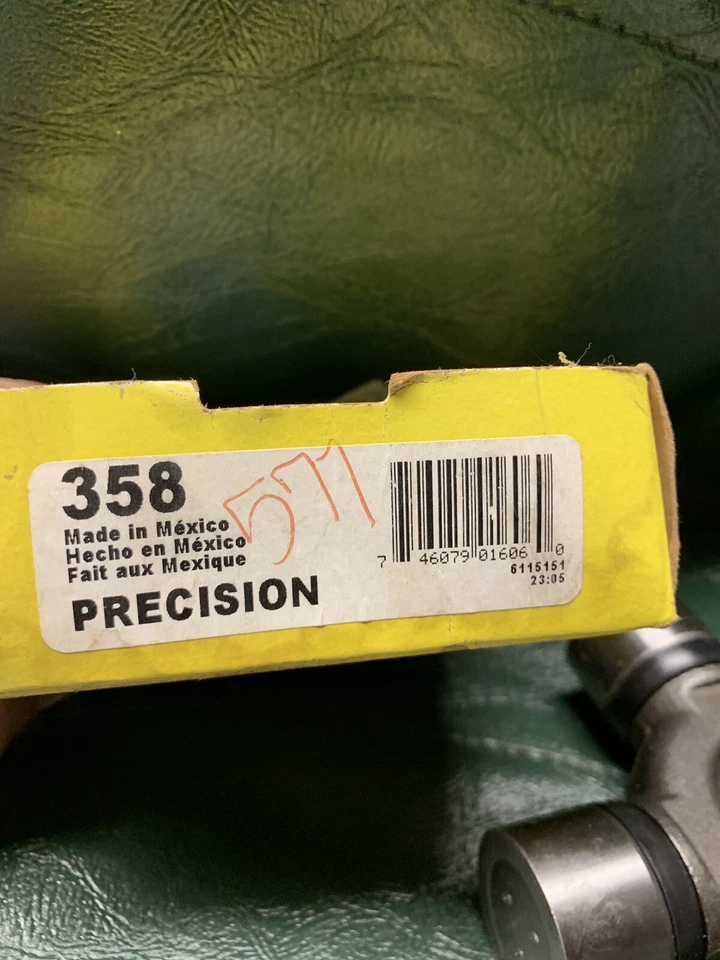 358
571
Made in México
Hecho en México
Fait aux Mexique
PRECISION
7 46079 01606 0
6115151
23:05